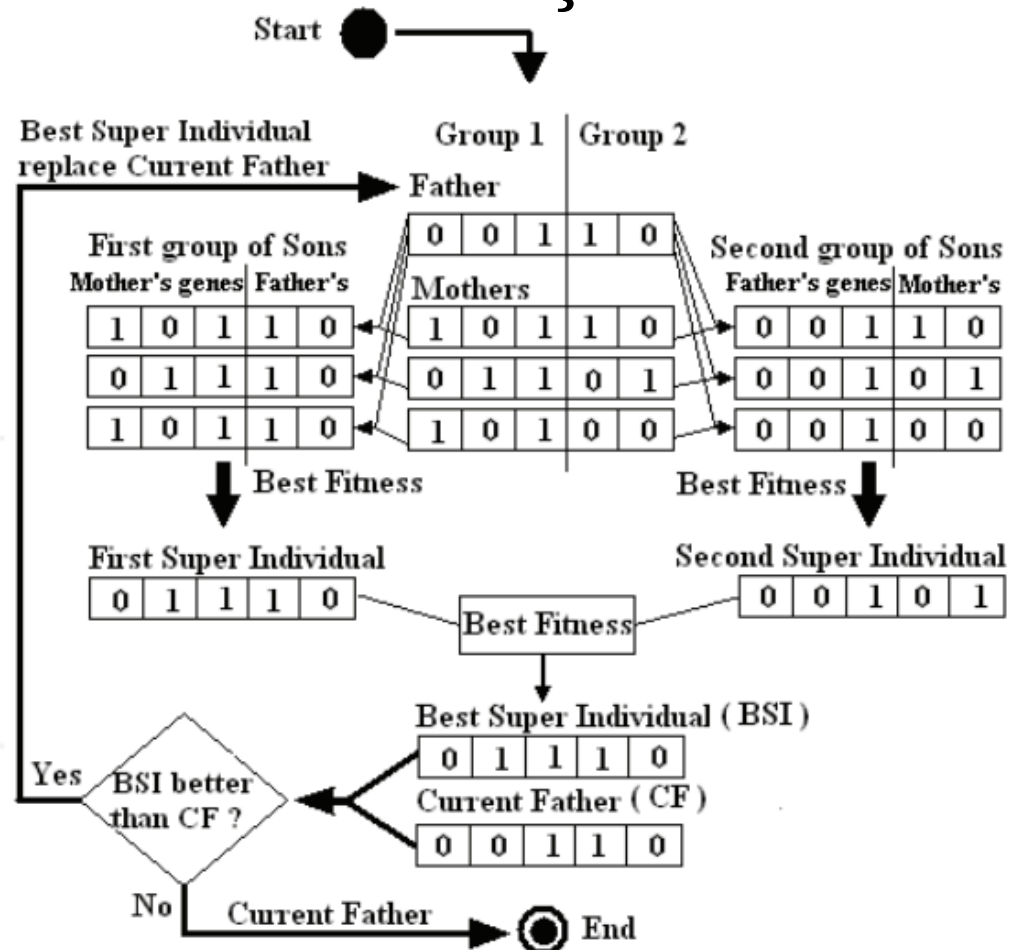 Start
Best Super Individual
replace Current Father
Group 1 Group 2
Father
0 0 1 1 0
First group of Sons
Mother's genes Father's
1 0 1 1 0
0 1 1 1 0
1 0 1 1 0
Mothers
1 0 1 1 0
0 1 1 0 1
1 0 1 0 0
Second group of Sons
Father's genes Mother's
0 0 1 1 0
0 0 1 0 1
0 0 1 0 0
Best Fitness
Best Fitness
First Super Individual
0 1 1 1 0
Second Super Individual
0 0 1 0 1
Best Fitness
Best Super Individual ( BSI )
0 1 1 1 0
Current Father ( CF )
0 0 1 1 0
Yes
BSI better
than CF ?
No
Current Father
End